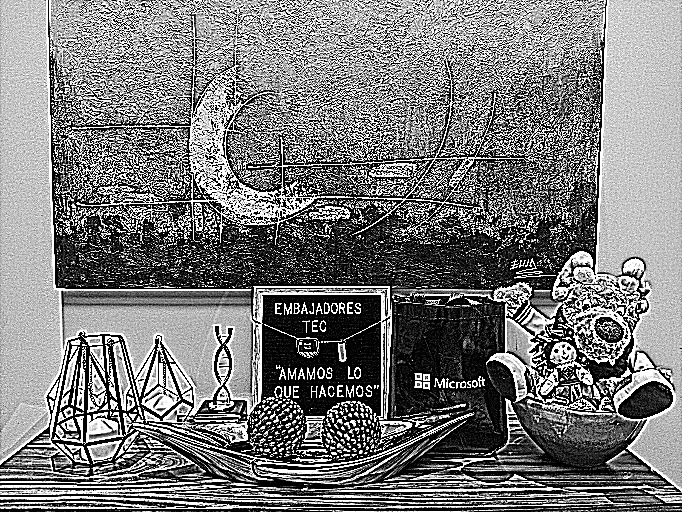 EMBAJADORES
TEC
"AMAMOS LO
QUE HACEMOS"
Microsoft